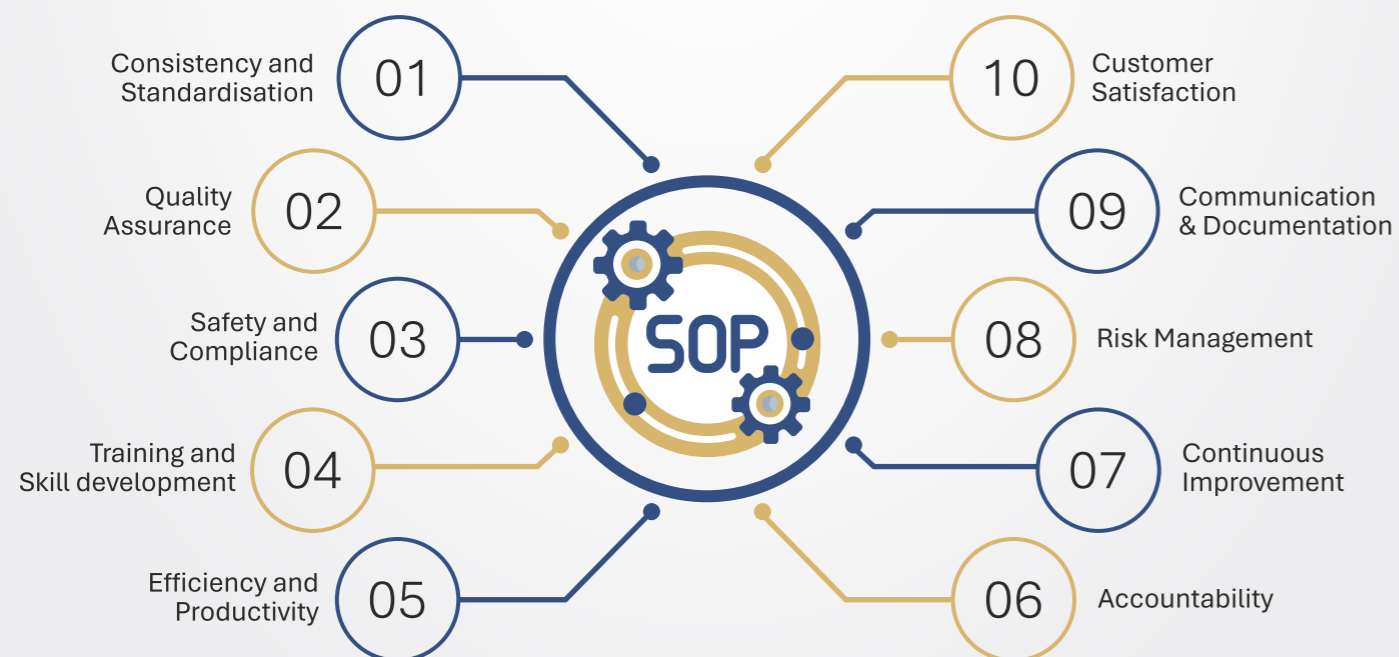 01
Consistency and
Standardisation
02
Quality
Assurance
03
Safety and
Compliance
04
Training and
Skill development
05
Efficiency and
Productivity
SOP
10
Customer
Satisfaction
09
Communication
& Documentation
08
Risk Management
07
Continuous
Improvement
06
Accountability